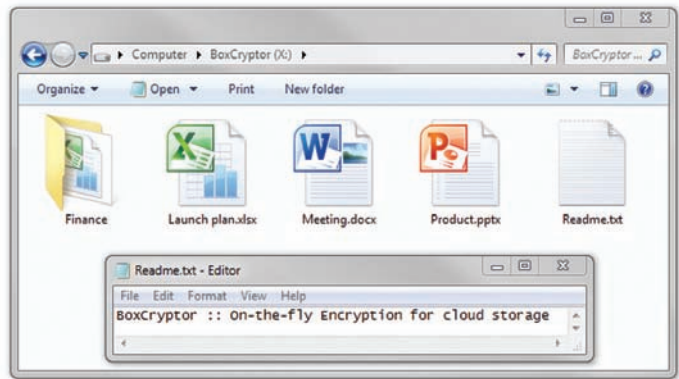 Computer ▸ BoxCryptor (X:) ▸
BoxCryptor ...
Organize Open Print New folder
Finance
Launch plan.xlsx
Meeting.docx
Product.pptx
Readme.txt
Readme.txt - Editor
File Edit Format View Help
BoxCryptor :: On-the-fly Encryption for cloud storage